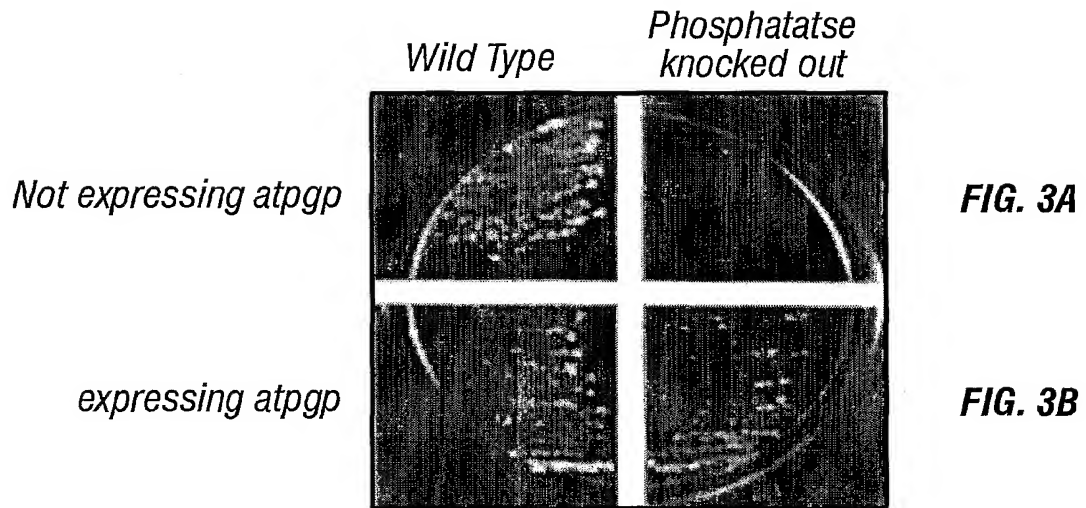 Wild Type
Phosphatatse
knocked out
Not expressing atpgp
FIG. 3A
expressing atpgp
FIG. 3B